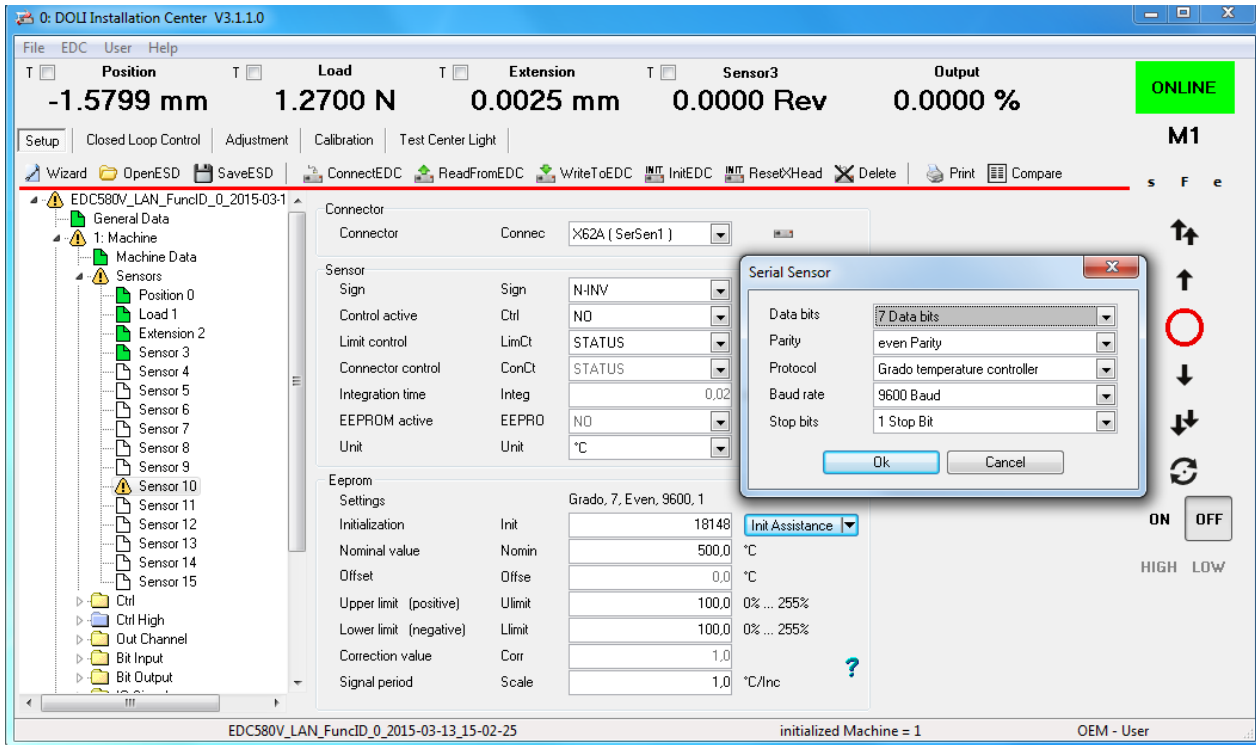 0: DOLI Installation Center V3.1.1.0
File EDC User Help
T Position T Load T Extension T Sensor3 Output
-1.5799 mm 1.2700 N 0.0025 mm 0.0000 Rev 0.0000 %
ONLINE
M1
Setup Closed Loop Control Adjustment Calibration Test Center Light
Wizard OpenESD SaveESD ConnectEDC ReadFromEDC WriteToEDC INIT InitEDC INIT ResetXHead Delete Print Compare
s F e
EDC580V_LAN_FuncID_0_2015-03-1
General Data
1: Machine
Machine Data
Sensors
Position 0
Load 1
Extension 2
Sensor 3
Sensor 4
Sensor 5
Sensor 6
Sensor 7
Sensor 8
Sensor 9
Sensor 10
Sensor 11
Sensor 12
Sensor 13
Sensor 14
Sensor 15
Ctrl
Ctrl High
Out Channel
Bit Input
Bit Output
Connector
Connector Connec X62A ( SerSen1 )
Sensor
Sign Sign N-INV
Control active Ctrl NO
Limit control LimCt STATUS
Connector control ConCt STATUS
Integration time Integ 0,02
EEPROM active EEPRO NO
Unit Unit °C
Eeprom
Settings Grado, 7, Even, 9600, 1
Initialization Init 18148 Init Assistance
Nominal value Nomin 500,0 °C
Offset Offse 0,0 °C
Upper limit (positive) Ulimit 100,0 0% ... 255%
Lower limit (negative) Llimit 100,0 0% ... 255%
Correction value Corr 1,0
?
Signal period Scale 1,0 °C/Inc
Serial Sensor
Data bits 7 Data bits
Parity even Parity
Protocol Grado temperature controller
Baud rate 9600 Baud
Stop bits 1 Stop Bit
Ok Cancel
ON OFF
HIGH LOW
EDC580V_LAN_FuncID_0_2015-03-13_15-02-25 initialized Machine = 1 OEM - User